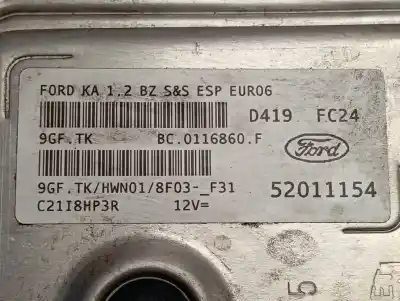 FORD KA 1.2 BZ S&S ESP EURO6
D419 FC24
9GF.TK BC.0116860.F
Ford
9GF.TK/HWN01/8F03-_F31
52011154
C21I8HP3R 12V=
5